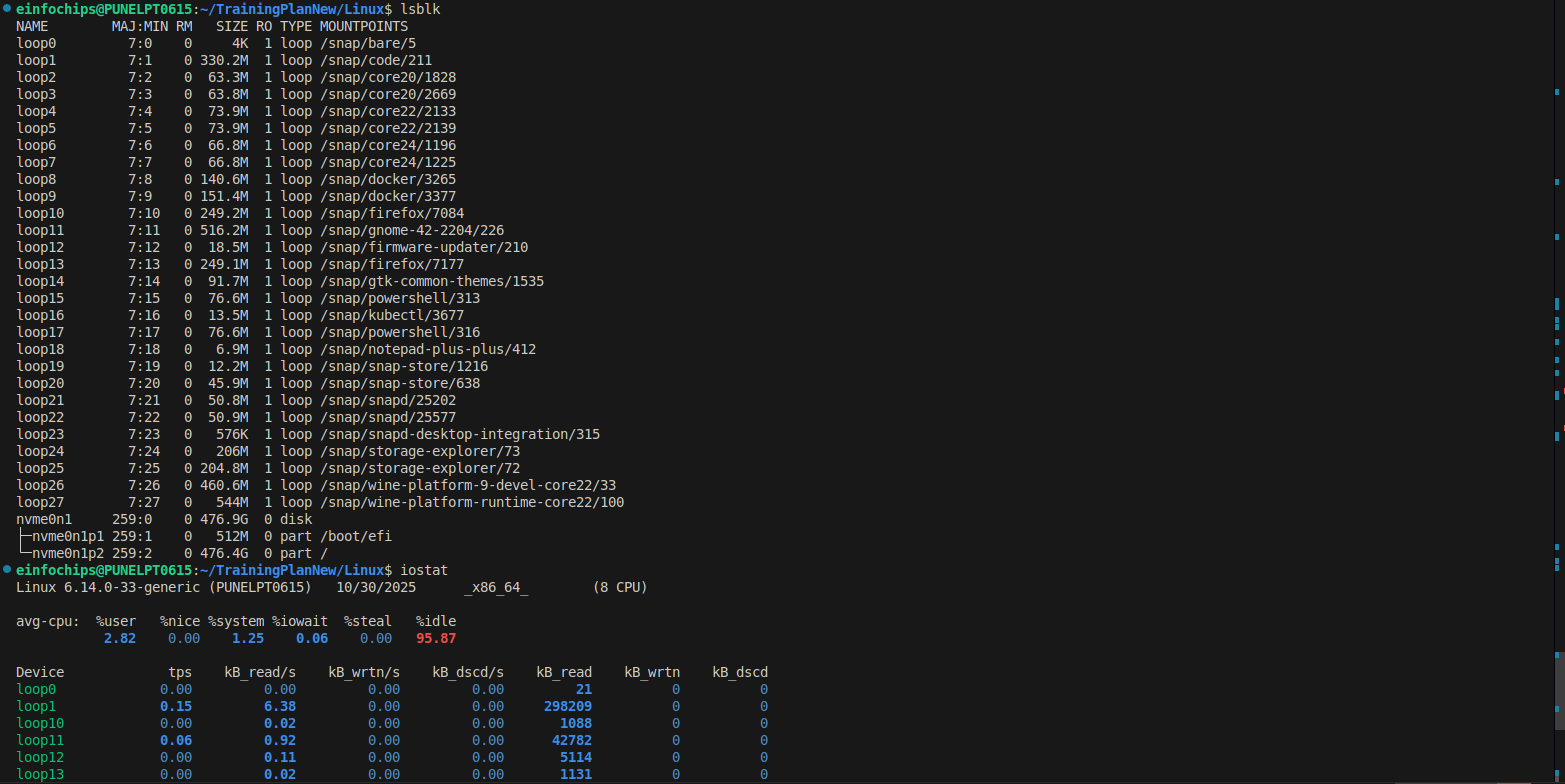 einfochips@PUNELPT0615:~/TrainingPlanNew/Linux$ lsblk
NAME        MAJ:MIN RM   SIZE RO TYPE MOUNTPOINTS
loop0         7:0    0     4K  1 loop /snap/bare/5
loop1         7:1    0 330.2M  1 loop /snap/code/211
loop2         7:2    0  63.3M  1 loop /snap/core20/1828
loop3         7:3    0  63.8M  1 loop /snap/core20/2669
loop4         7:4    0  73.9M  1 loop /snap/core22/2133
loop5         7:5    0  73.9M  1 loop /snap/core22/2139
loop6         7:6    0  66.8M  1 loop /snap/core24/1196
loop7         7:7    0  66.8M  1 loop /snap/core24/1225
loop8         7:8    0 140.6M  1 loop /snap/docker/3265
loop9         7:9    0 151.4M  1 loop /snap/docker/3377
loop10        7:10   0 249.2M  1 loop /snap/firefox/7084
loop11        7:11   0 516.2M  1 loop /snap/gnome-42-2204/226
loop12        7:12   0  18.5M  1 loop /snap/firmware-updater/210
loop13        7:13   0 249.1M  1 loop /snap/firefox/7177
loop14        7:14   0  91.7M  1 loop /snap/gtk-common-themes/1535
loop15        7:15   0  76.6M  1 loop /snap/powershell/313
loop16        7:16   0  13.5M  1 loop /snap/kubectl/3677
loop17        7:17   0  76.6M  1 loop /snap/powershell/316
loop18        7:18   0   6.9M  1 loop /snap/notepad-plus-plus/412
loop19        7:19   0  12.2M  1 loop /snap/snap-store/1216
loop20        7:20   0  45.9M  1 loop /snap/snap-store/638
loop21        7:21   0  50.8M  1 loop /snap/snapd/25202
loop22        7:22   0  50.9M  1 loop /snap/snapd/25577
loop23        7:23   0   576K  1 loop /snap/snapd-desktop-integration/315
loop24        7:24   0   206M  1 loop /snap/storage-explorer/73
loop25        7:25   0 204.8M  1 loop /snap/storage-explorer/72
loop26        7:26   0 460.6M  1 loop /snap/wine-platform-9-devel-core22/33
loop27        7:27   0   544M  1 loop /snap/wine-platform-runtime-core22/100
nvme0n1     259:0    0 476.9G  0 disk
├─nvme0n1p1 259:1    0   512M  0 part /boot/efi
└─nvme0n1p2 259:2    0 476.4G  0 part /
einfochips@PUNELPT0615:~/TrainingPlanNew/Linux$ iostat
Linux 6.14.0-33-generic (PUNELPT0615)   10/30/2025      _x86_64_        (8 CPU)
avg-cpu:  %user   %nice %system %iowait  %steal   %idle
           2.82    0.00    1.25    0.06    0.00   95.87
Device             tps    kB_read/s    kB_wrtn/s    kB_dscd/s    kB_read    kB_wrtn    kB_dscd
loop0             0.00         0.00         0.00         0.00         21          0          0
loop1             0.15         6.38         0.00         0.00     298209          0          0
loop10            0.00         0.02         0.00         0.00       1088          0          0
loop11            0.06         0.92         0.00         0.00      42782          0          0
loop12            0.00         0.11         0.00         0.00       5114          0          0
loop13            0.00         0.02         0.00         0.00       1131          0          0